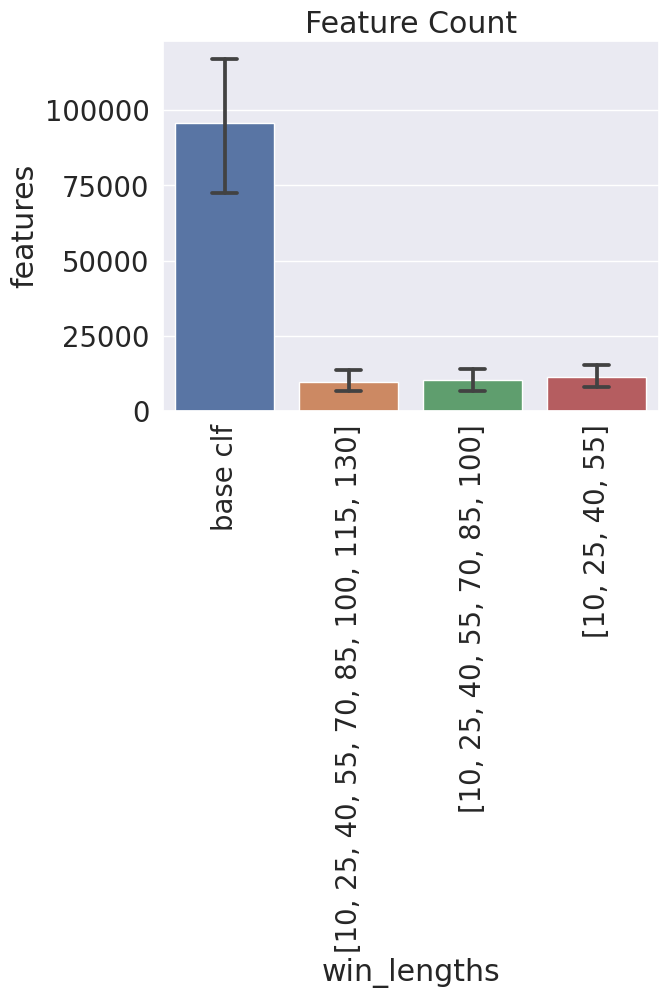 Feature Count
features
100000
75000
50000
25000
0
base clf
[10, 25, 40, 55, 70, 85, 100, 115, 130]
[10, 25, 40, 55, 70, 85, 100]
[10, 25, 40, 55]
win_lengths